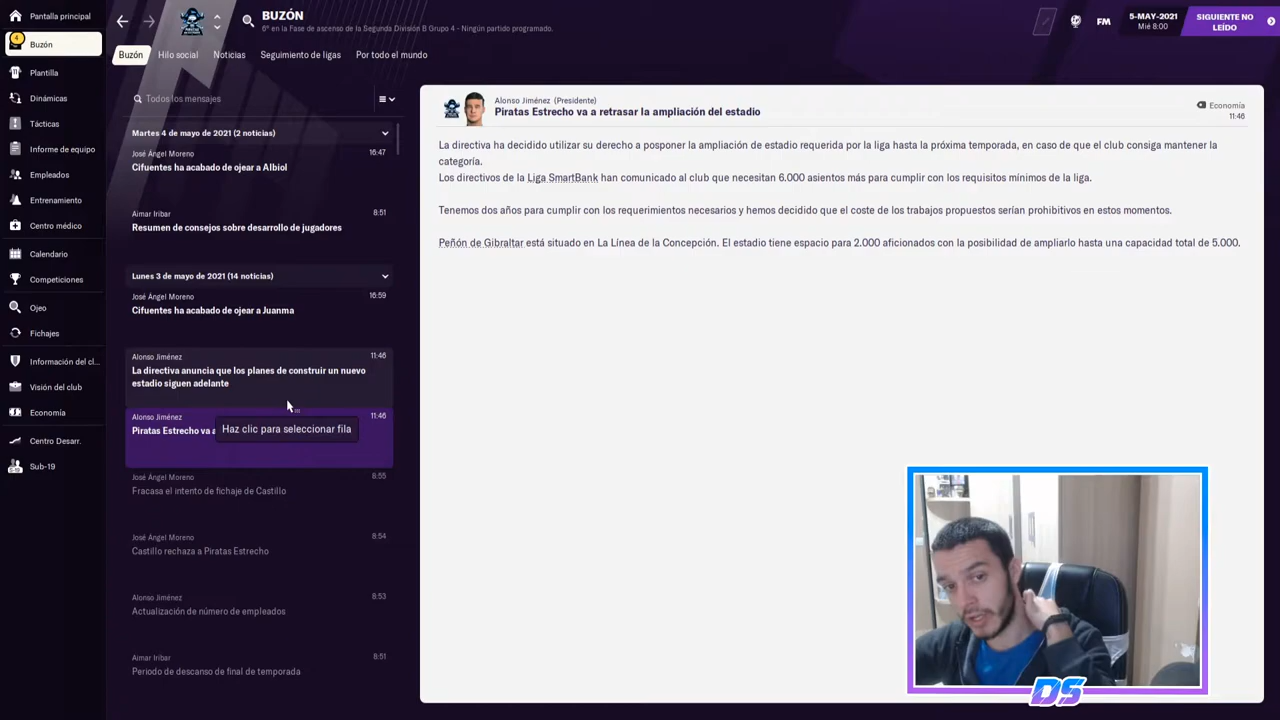 Pantalla principal
4
Buzón
Plantilla
Dinámicas
Tácticas
Informe de equipo
Empleados
Entrenamiento
Centro médico
Calendario
Competiciones
Ojeo
Fichajes
Información del cl...
Visión del club
Economía
Centro Desarr.
Sub-19
BUZÓN
6º en la Fase de ascenso de la Segunda División B Grupo 4 - Ningún partido programado.
FM
5-MAY-2021
Mié 8:00
SIGUIENTE NO
LEÍDO
Buzón
Hilo social
Noticias
Seguimiento de ligas
Por todo el mundo
Todos los mensajes
Martes 4 de mayo de 2021 (2 noticias)
José Ángel Moreno
16:47
Cifuentes ha acabado de ojear a Albiol
Aimar Iribar
8:51
Resumen de consejos sobre desarrollo de jugadores
Lunes 3 de mayo de 2021 (14 noticias)
José Ángel Moreno
16:59
Cifuentes ha acabado de ojear a Juanma
Alonso Jiménez
11:46
La directiva anuncia que los planes de construir un nuevo
estadio siguen adelante
Alonso Jiménez
11:46
Piratas Estrecho va a
Haz clic para seleccionar fila
José Ángel Moreno
8:55
Fracasa el intento de fichaje de Castillo
José Ángel Moreno
8:54
Castillo rechaza a Piratas Estrecho
Alonso Jiménez
8:53
Actualización de número de empleados
Aimar Iribar
8:51
Periodo de descanso de final de temporada
Alonso Jiménez (Presidente)
Piratas Estrecho va a retrasar la ampliación del estadio
Economía
11:46
La directiva ha decidido utilizar su derecho a posponer la ampliación de estadio requerida por la liga hasta la próxima temporada, en caso de que el club consiga mantener la
categoría.
Los directivos de la Liga SmartBank han comunicado al club que necesitan 6.000 asientos más para cumplir con los requisitos mínimos de la liga.
Tenemos dos años para cumplir con los requerimientos necesarios y hemos decidido que el coste de los trabajos propuestos serían prohibitivos en estos momentos.
Peñón de Gibraltar está situado en La Línea de la Concepción. El estadio tiene espacio para 2.000 aficionados con la posibilidad de ampliarlo hasta una capacidad total de 5.000.
DS